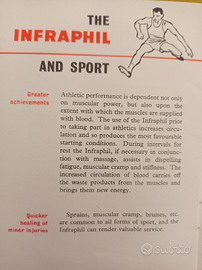 THE
INFRAPHIL
AND SPORT
Greater
achievements
Athletic performance is dependent not only
on muscular power, but also upon the
extent with which the muscles are supplied
with blood. The use of the Infraphil prior
to taking part in athletics increases circu-
lation and so produces the most favourable
starting conditions. During intervals for
rest the Infraphil, if necessary in conjunc-
tion with massage, assists in dispelling
fatigue, muscular cramp and stiffness. The
increased circulation of blood carries off
the waste products from the muscles and
brings them new energy.
Quicker
healing of
minor injuries
Sprains, muscular cramp, bruises, etc.
are common to all forms of sport, and the
Infraphil can render valuable service.
subito.it